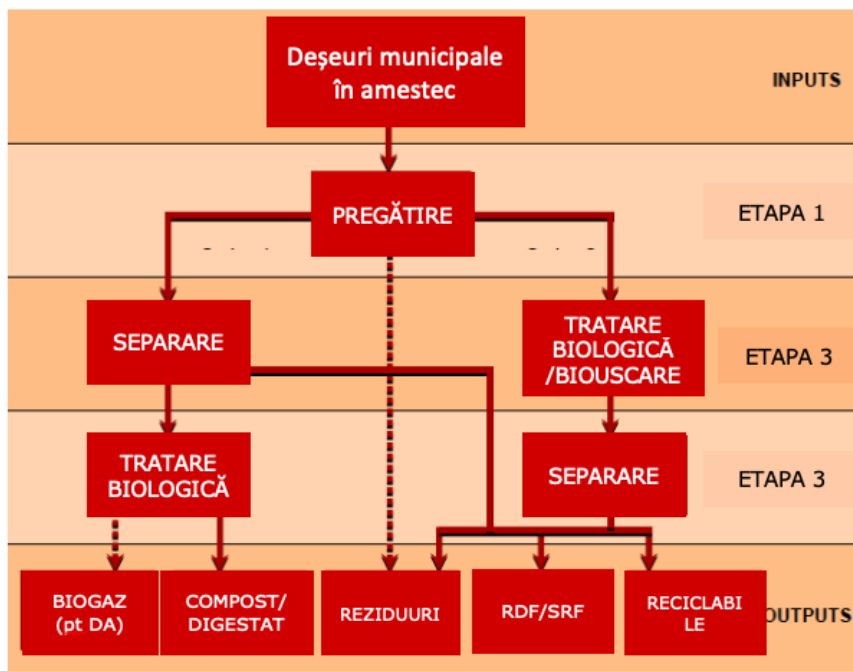 Deșeuri municipale
în amestec
INPUTS
PREGĂTIRE
ETAPA 1
SEPARARE
TRATARE
BIOLOGICĂ
/BIOUSCARE
ETAPA 3
TRATARE
BIOLOGICĂ
SEPARARE
ETAPA 3
BIOGAZ
(pt DA)
COMPOST/
DIGESTAT
REZIDUURI
RDF/SRF
RECICLABI
LE
OUTPUTS